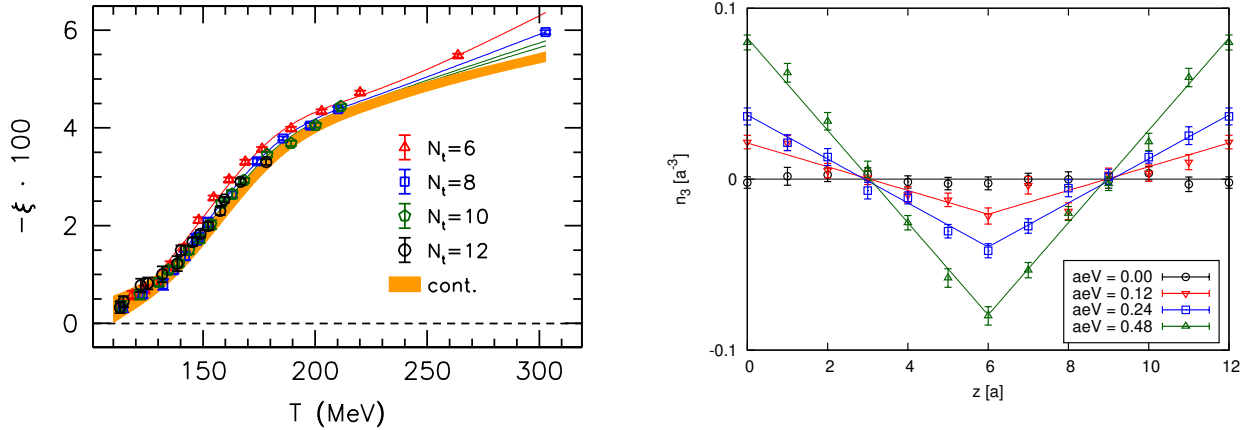 6
4
2
0
−ξ · 100
150
200
250
300
T (MeV)
N_t=6
N_t=8
N_t=10
N_t=12
cont.
0.1
0
-0.1
n_3 [a^{-3}]
0
2
4
6
8
10
12
z [a]
aeV = 0.00
aeV = 0.12
aeV = 0.24
aeV = 0.48